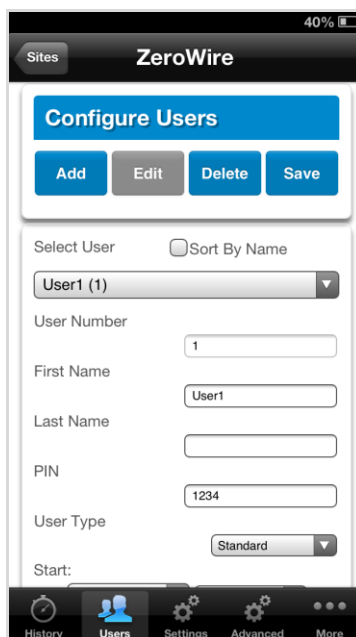 40%
Sites
ZeroWire
Configure Users
Add Edit Delete Save
Select User Sort By Name
User1 (1)
User Number
1
First Name
User1
Last Name
PIN
1234
User Type
Standard
Start:
History Users Settings Advanced More